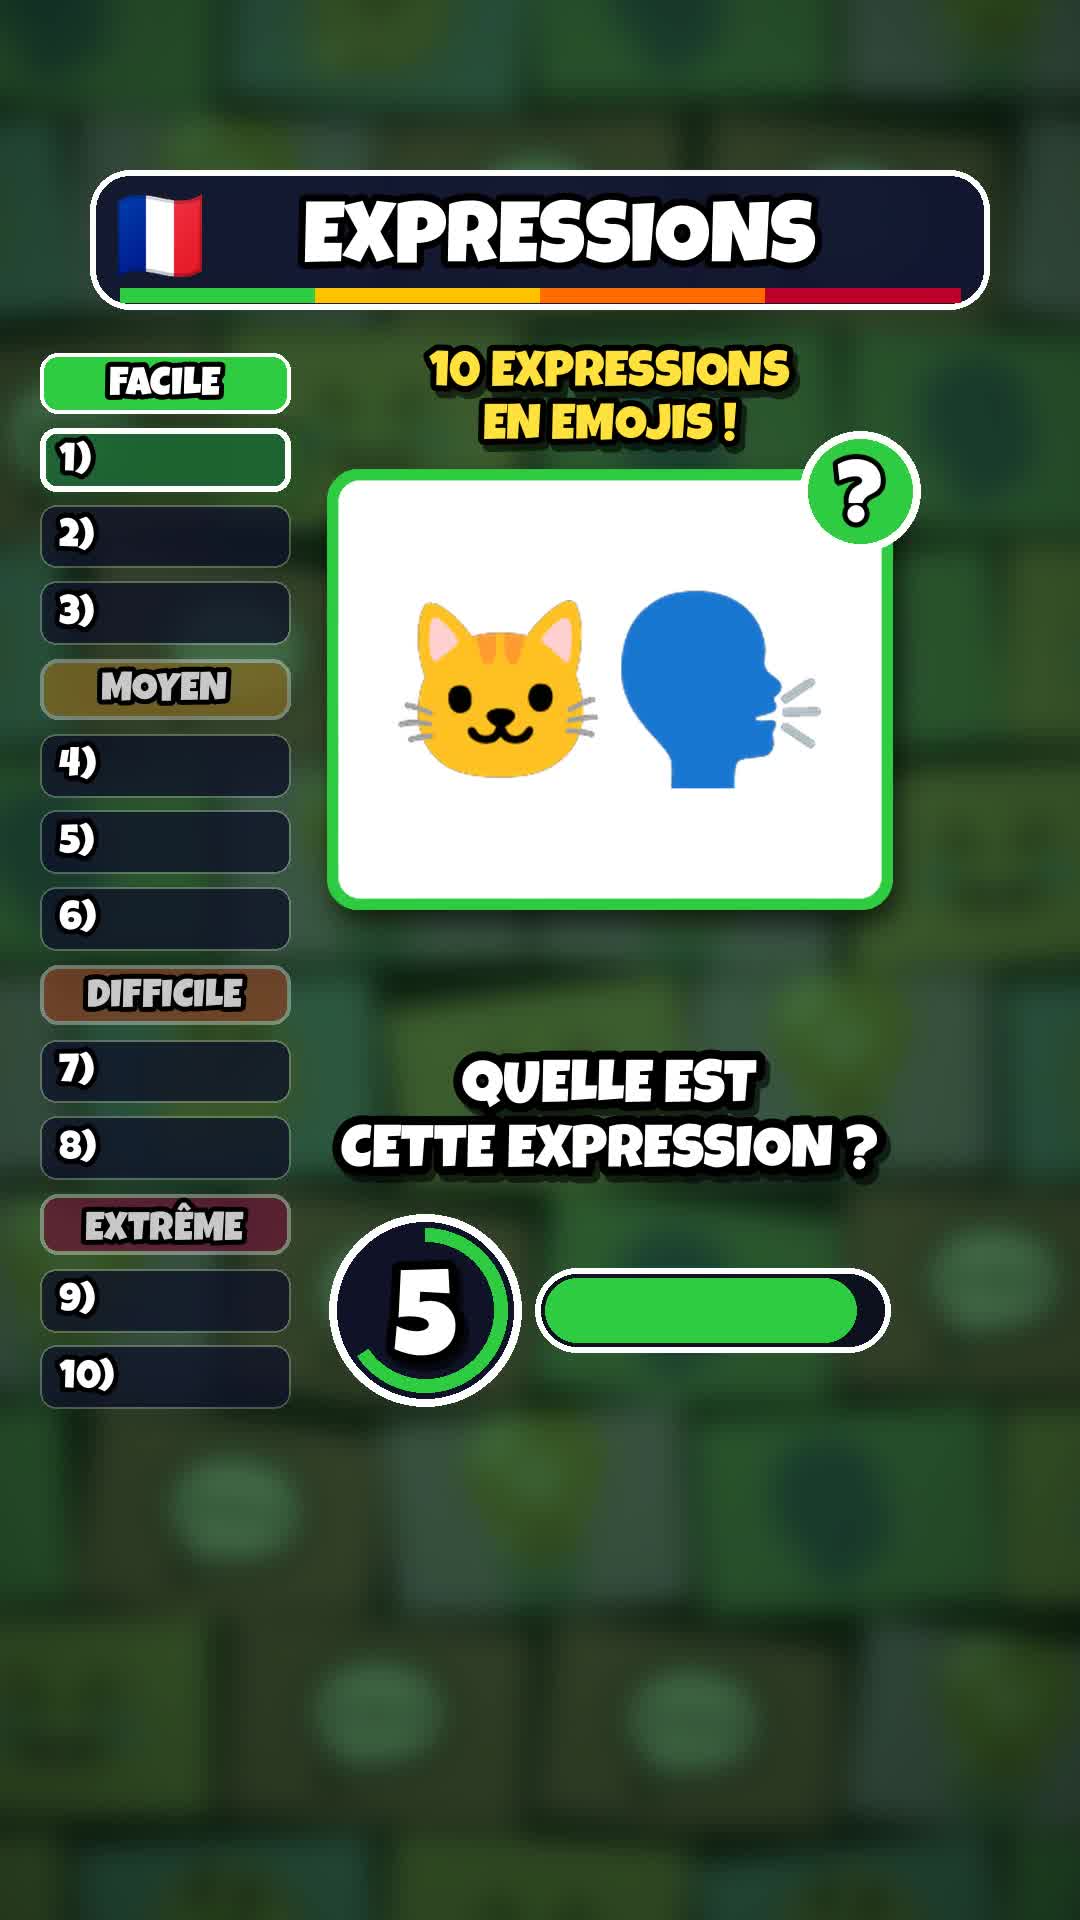 EXPRESSIONS
10 EXPRESSIONS
EN EMOJIS !
?
FACILE
1)
2)
3)
MOYEN
4)
5)
6)
DIFFICILE
7)
8)
EXTRÊME
9)
10)
QUELLE EST
CETTE EXPRESSION ?
5